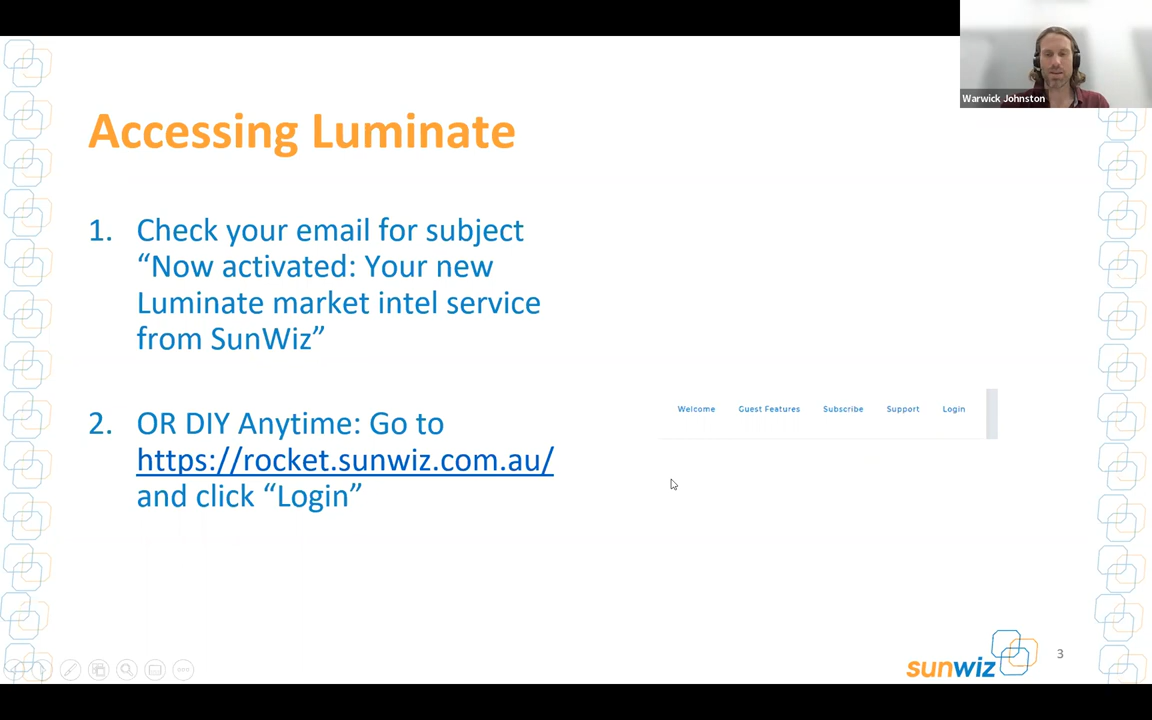 Warwick Johnston
Accessing Luminate
1. Check your email for subject
“Now activated: Your new
Luminate market intel service
from SunWiz”
2. OR DIY Anytime: Go to
https://rocket.sunwiz.com.au/
and click “Login”
Welcome Guest Features Subscribe Support Login
sunwiz
3